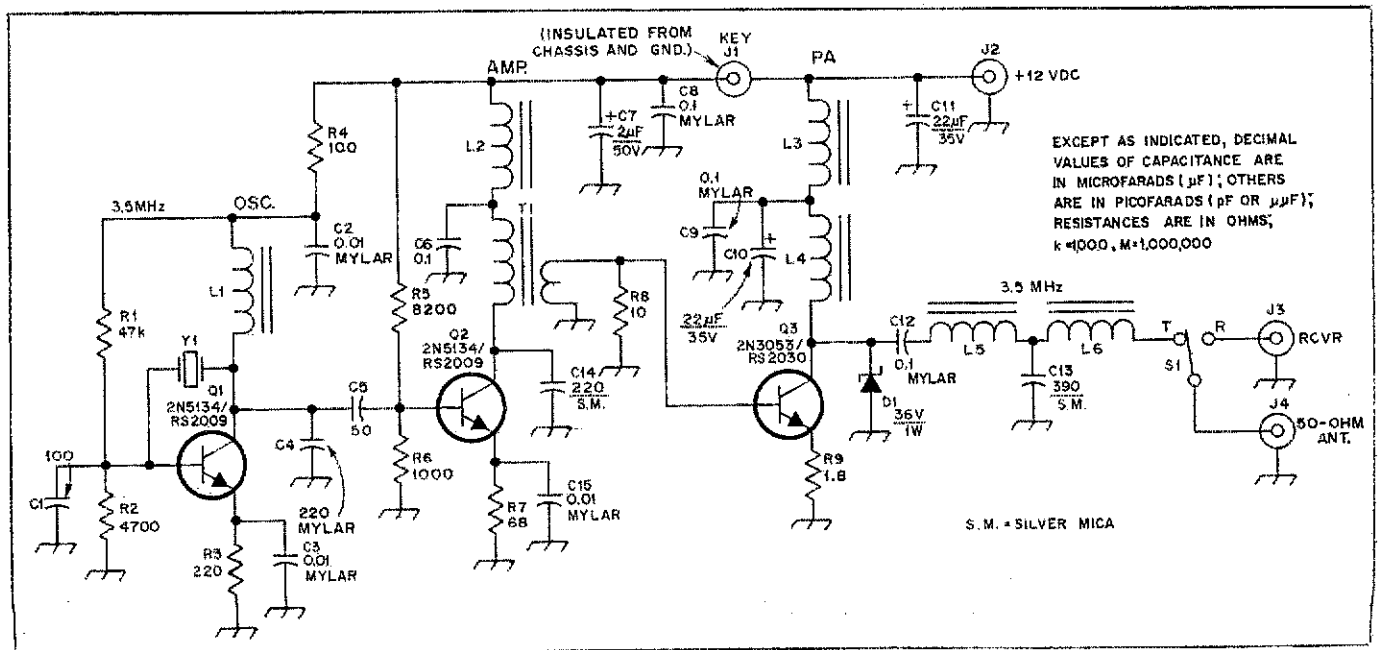 (INSULATED FROM
CHASSIS AND GND.)
KEY
J1
PA
J2
+12 VDC
AMP.
C8
0.1
MYLAR
+
C7
2µF
50V
+
C11
22µF
35V
R4
100
L2
L3
EXCEPT AS INDICATED, DECIMAL
VALUES OF CAPACITANCE ARE
IN MICROFARADS (µF); OTHERS
ARE IN PICOFARADS (pF OR µµF);
RESISTANCES ARE IN OHMS;
k=1,000, M=1,000,000
0.1
MYLAR
3.5MHz
OSC.
C2
0.01
MYLAR
T1
C6
0.1
C9
C10
+
L4
L1
R5
8200
R8
10
22µF
35V
3.5 MHz
R1
47k
Y1
Q1
2N5134/
RS2009
Q2
2N5134/
RS2009
Q3
2N3053/
RS2030
C12
0.1
MYLAR
L5
L6
T
R
S1
J3
RCVR
C5
50
C14
220
S.M.
D1
36V
1W
C13
390
S.M.
J4
50-OHM
ANT.
C4
R6
1000
100
C1
R2
4700
220
MYLAR
R7
68
C15
0.01
MYLAR
R9
1.8
S.M. = SILVER MICA
R3
220
C3
0.01
MYLAR